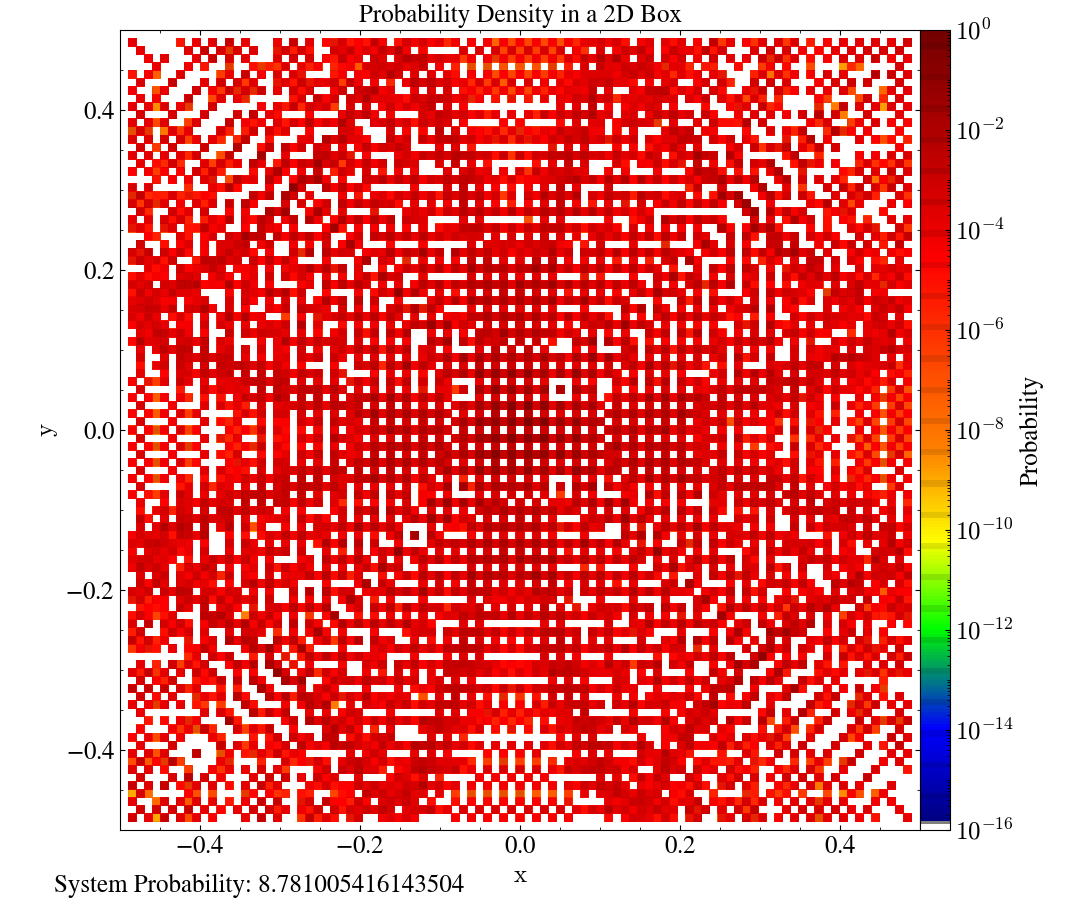 Probability Density in a 2D Box
10⁰
10⁻²
10⁻⁴
10⁻⁶
10⁻⁸
10⁻¹⁰
10⁻¹²
10⁻¹⁴
10⁻¹⁶
Probability
0.4
0.2
0.0
−0.2
−0.4
y
−0.4 −0.2 0.0 0.2 0.4
x
System Probability: 8.781005416143504